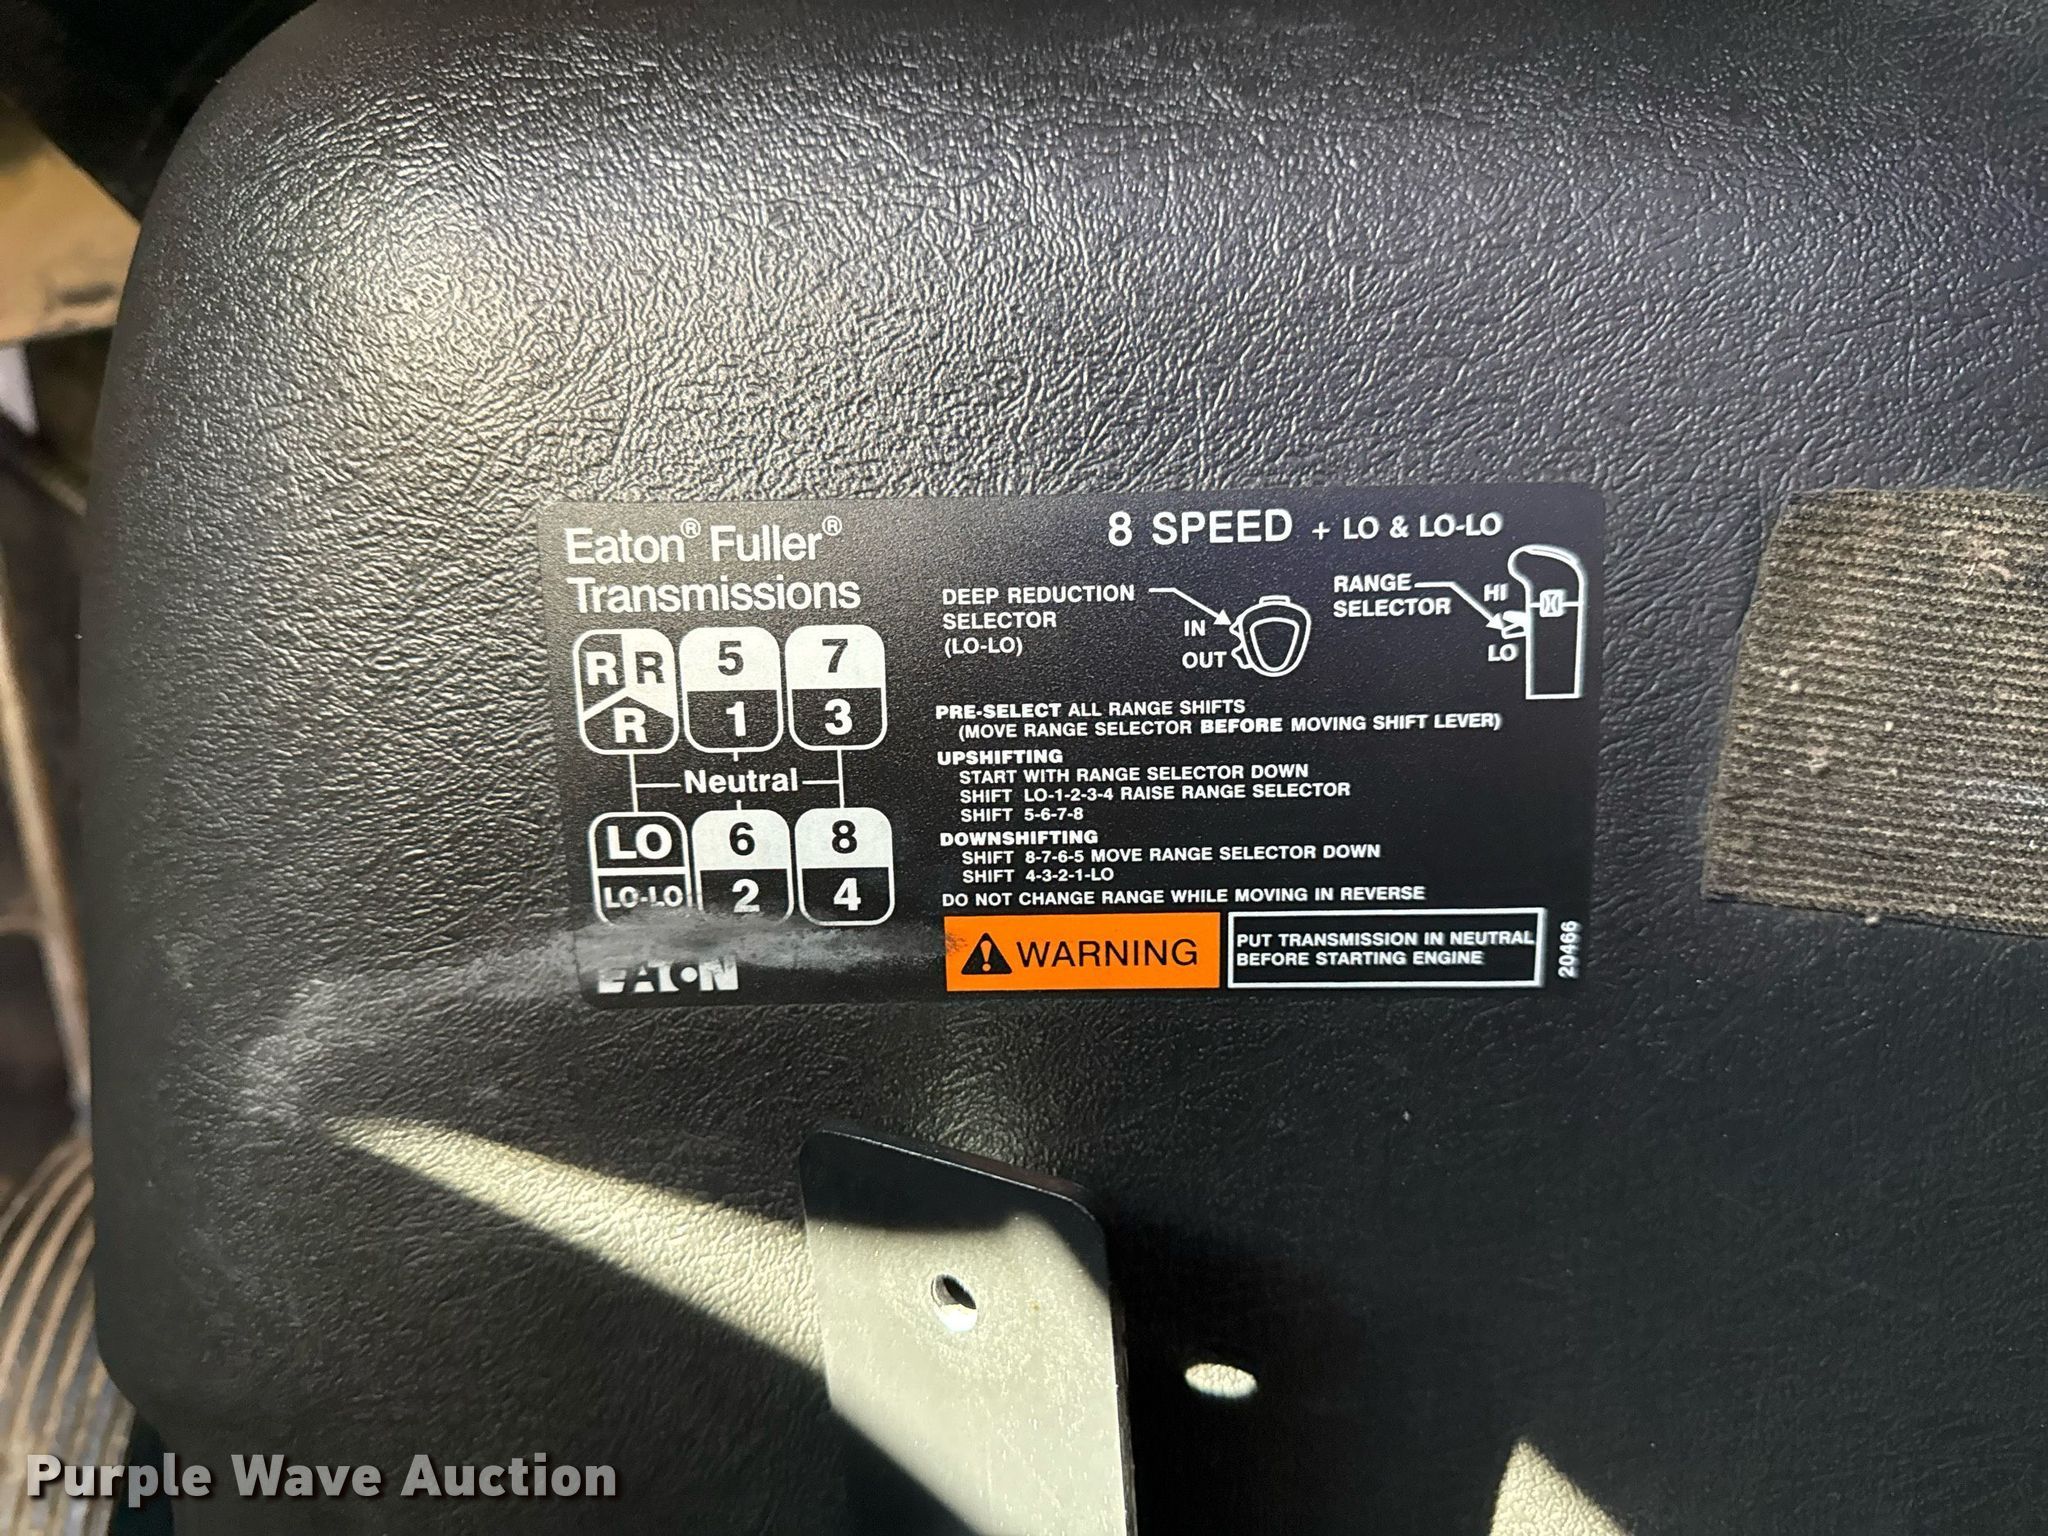 Eaton® Fuller®
Transmissions
8 SPEED + LO & LO-LO
DEEP REDUCTION
SELECTOR
(LO-LO)
IN
OUT
RANGE
SELECTOR
HI
LO
R R 5 7
R 1 3
Neutral
LO 6 8
LO-LO 2 4
PRE-SELECT ALL RANGE SHIFTS
(MOVE RANGE SELECTOR BEFORE MOVING SHIFT LEVER)
UPSHIFTING
START WITH RANGE SELECTOR DOWN
SHIFT LO-1-2-3-4 RAISE RANGE SELECTOR
SHIFT 5-6-7-8
DOWNSHIFTING
SHIFT 8-7-6-5 MOVE RANGE SELECTOR DOWN
SHIFT 4-3-2-1-LO
DO NOT CHANGE RANGE WHILE MOVING IN REVERSE
WARNING
PUT TRANSMISSION IN NEUTRAL
BEFORE STARTING ENGINE
20466
EATON
Purple Wave Auction